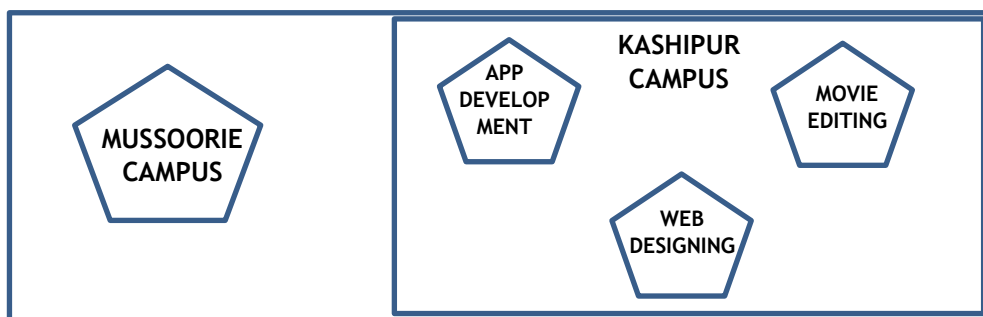 MUSSOORIE
CAMPUS
KASHIPUR
CAMPUS
APP
DEVELOP
MENT
MOVIE
EDITING
WEB
DESIGNING